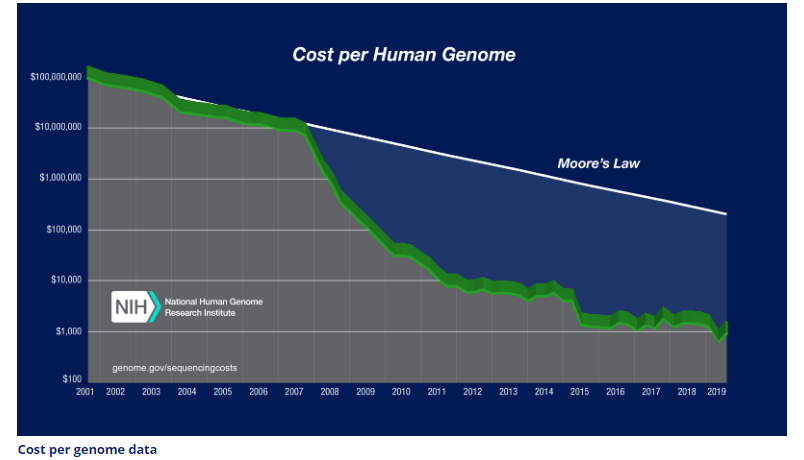 Cost per Human Genome
$100,000,000
$10,000,000
$1,000,000
$100,000
$10,000
$1,000
$100
Moore's Law
NIH
National Human Genome
Research Institute
genome.gov/sequencingcosts
2001 2002 2003 2004 2005 2006 2007 2008 2009 2010 2011 2012 2013 2014 2015 2016 2017 2018 2019
Cost per genome data